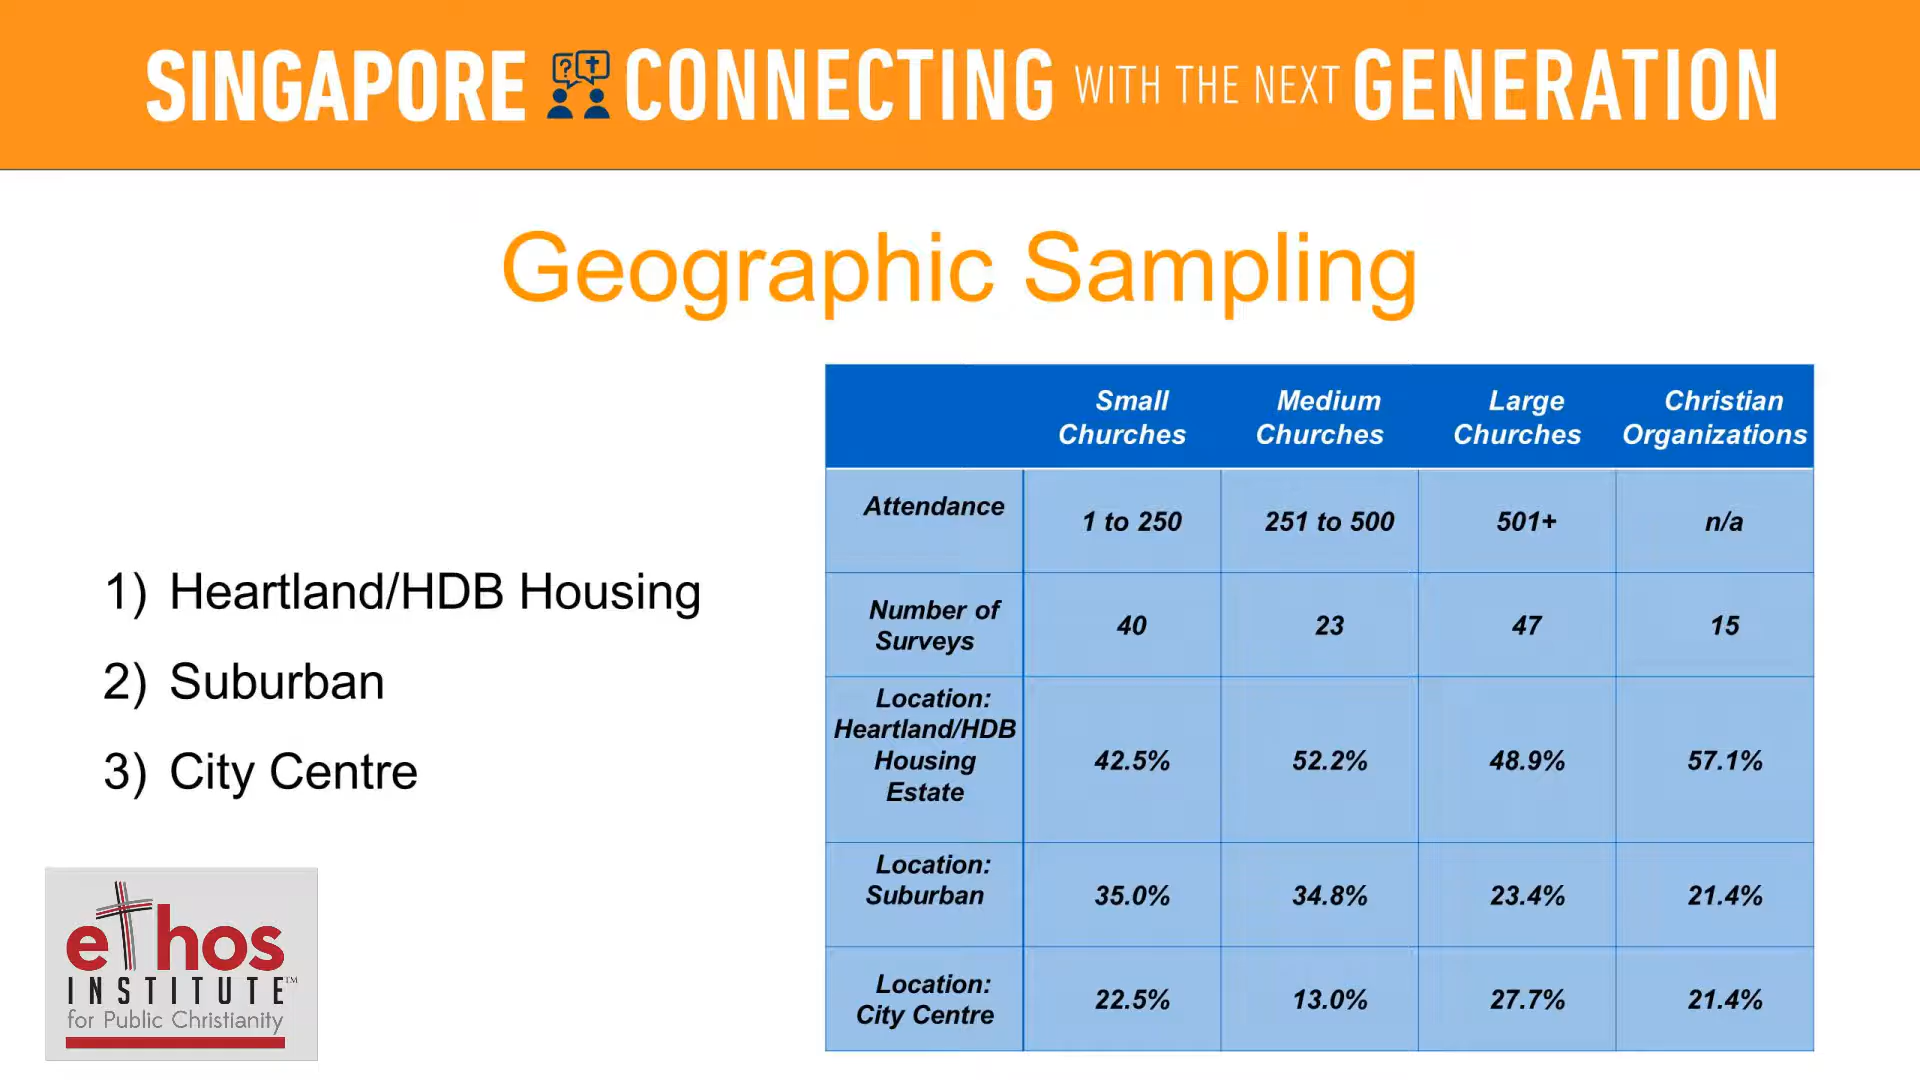 SINGAPORE ? CONNECTING WITH THE NEXT GENERATION
Geographic Sampling
1) Heartland/HDB Housing
2) Suburban
3) City Centre
Small Churches Medium Churches Large Churches Christian Organizations
Attendance 1 to 250 251 to 500 501+ n/a
Number of Surveys 40 23 47 15
Location: Heartland/HDB Housing Estate 42.5% 52.2% 48.9% 57.1%
Location: Suburban 35.0% 34.8% 23.4% 21.4%
Location: City Centre 22.5% 13.0% 27.7% 21.4%
ethos
INSTITUTE™
for Public Christianity